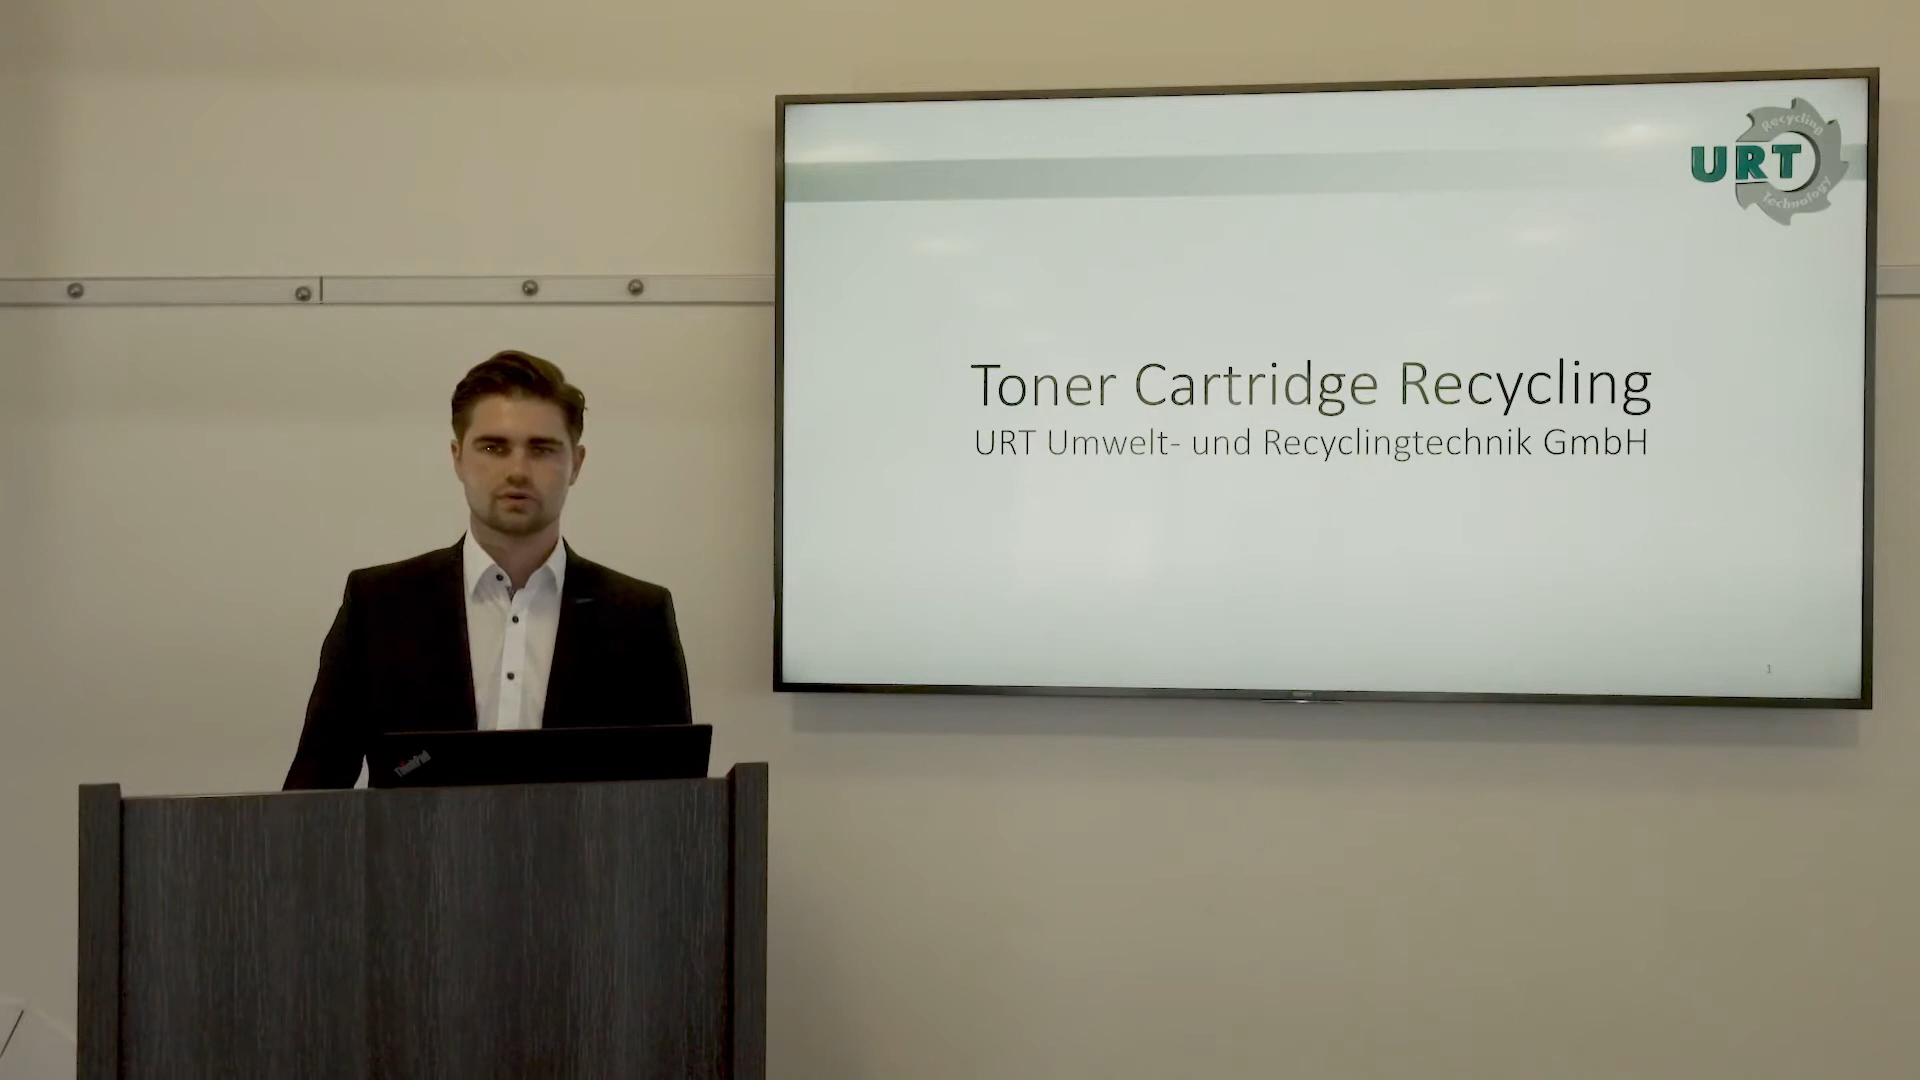 Recycling
URT
Technology
Toner Cartridge Recycling
URT Umwelt- und Recyclingtechnik GmbH
1
ThinkPad